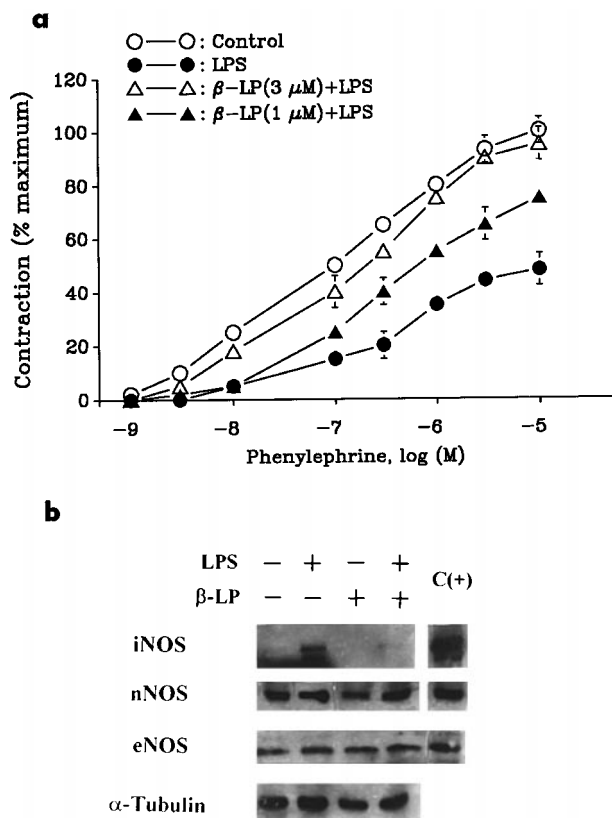 a
○—○: Control
●—●: LPS
△—△: β-LP(3 μM)+LPS
▲—▲: β-LP(1 μM)+LPS
Contraction (% maximum)
120
100
80
60
40
20
0
-9
-8
-7
-6
-5
Phenylephrine, log (M)
b
LPS − + − + C(+)
β-LP − − + +
iNOS
nNOS
eNOS
α-Tubulin